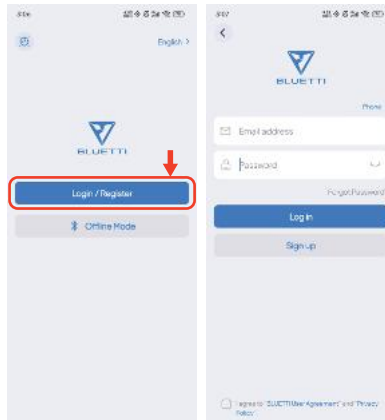 English >
BLUETTI
Login / Register
Offline Mode
BLUETTI
Phone
Email address
Password
Forgot Password
Log in
Sign up
I agree to "BLUETTI User Agreement" and "Privacy
Policy"